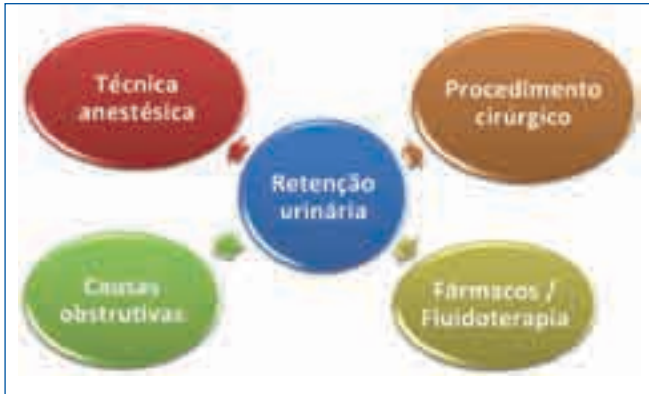 Técnica
anestésica
Procedimento
cirúrgico
Retenção
urinária
Causas
obstrutivas
Fármacos /
Fluidoterapia